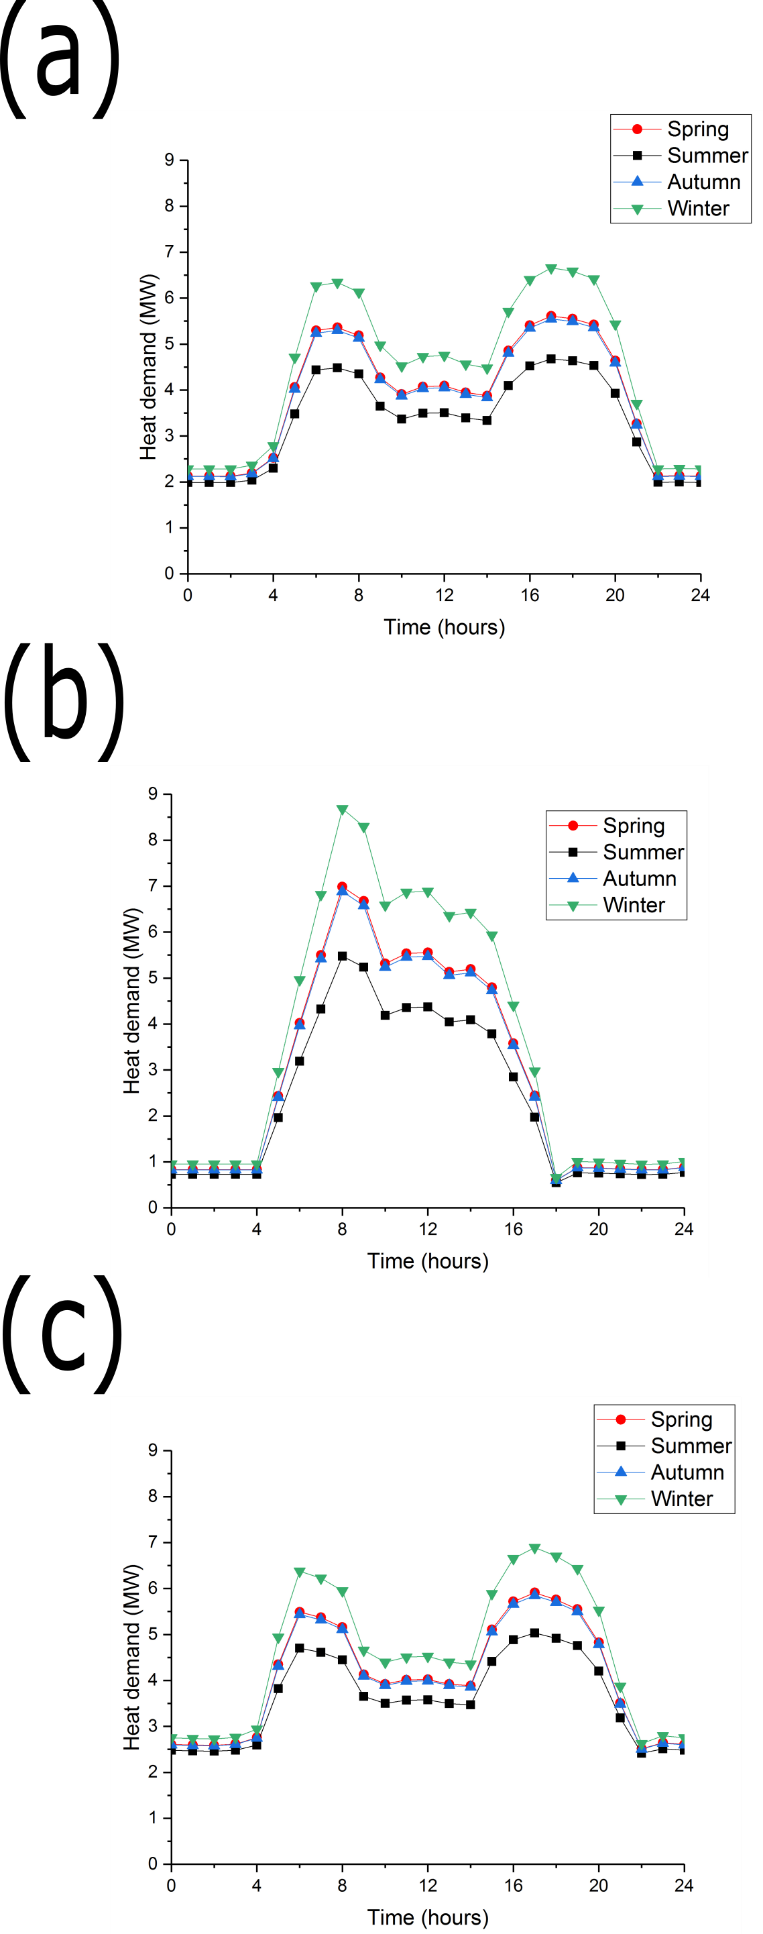 (a)
Spring
Summer
Autumn
Winter
9
8
7
6
5
4
3
2
1
0
Heat demand (MW)
0 4 8 12 16 20 24
Time (hours)
(b)
Spring
Summer
Autumn
Winter
9
8
7
6
5
4
3
2
1
0
Heat demand (MW)
0 4 8 12 16 20 24
Time (hours)
(c)
Spring
Summer
Autumn
Winter
9
8
7
6
5
4
3
2
1
0
Heat demand (MW)
0 4 8 12 16 20 24
Time (hours)